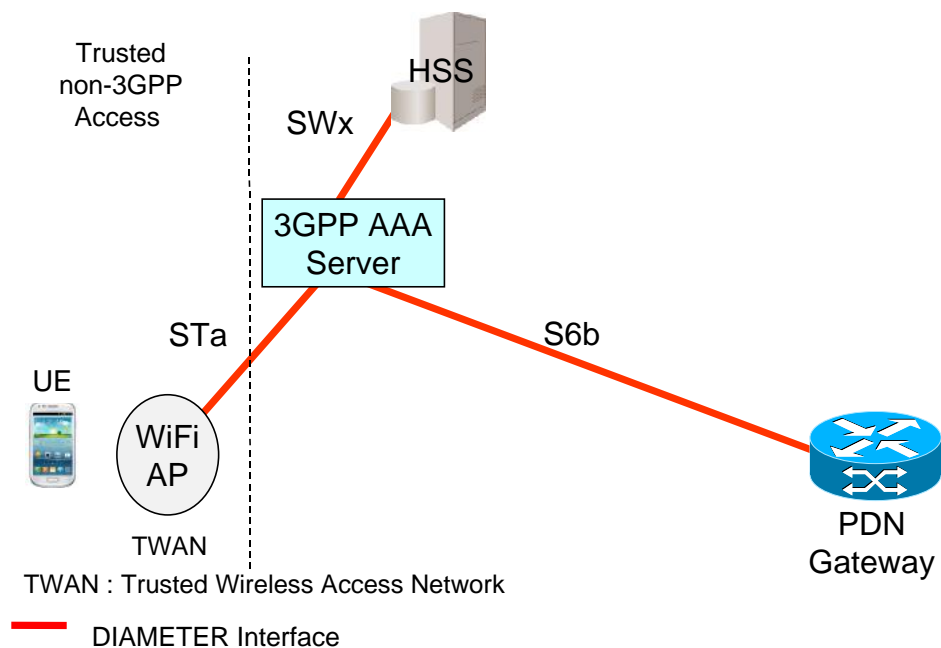 Trusted
non-3GPP
Access
HSS
SWx
3GPP AAA
Server
STa
S6b
UE
WiFi
AP
PDN
Gateway
TWAN
TWAN : Trusted Wireless Access Network
DIAMETER Interface